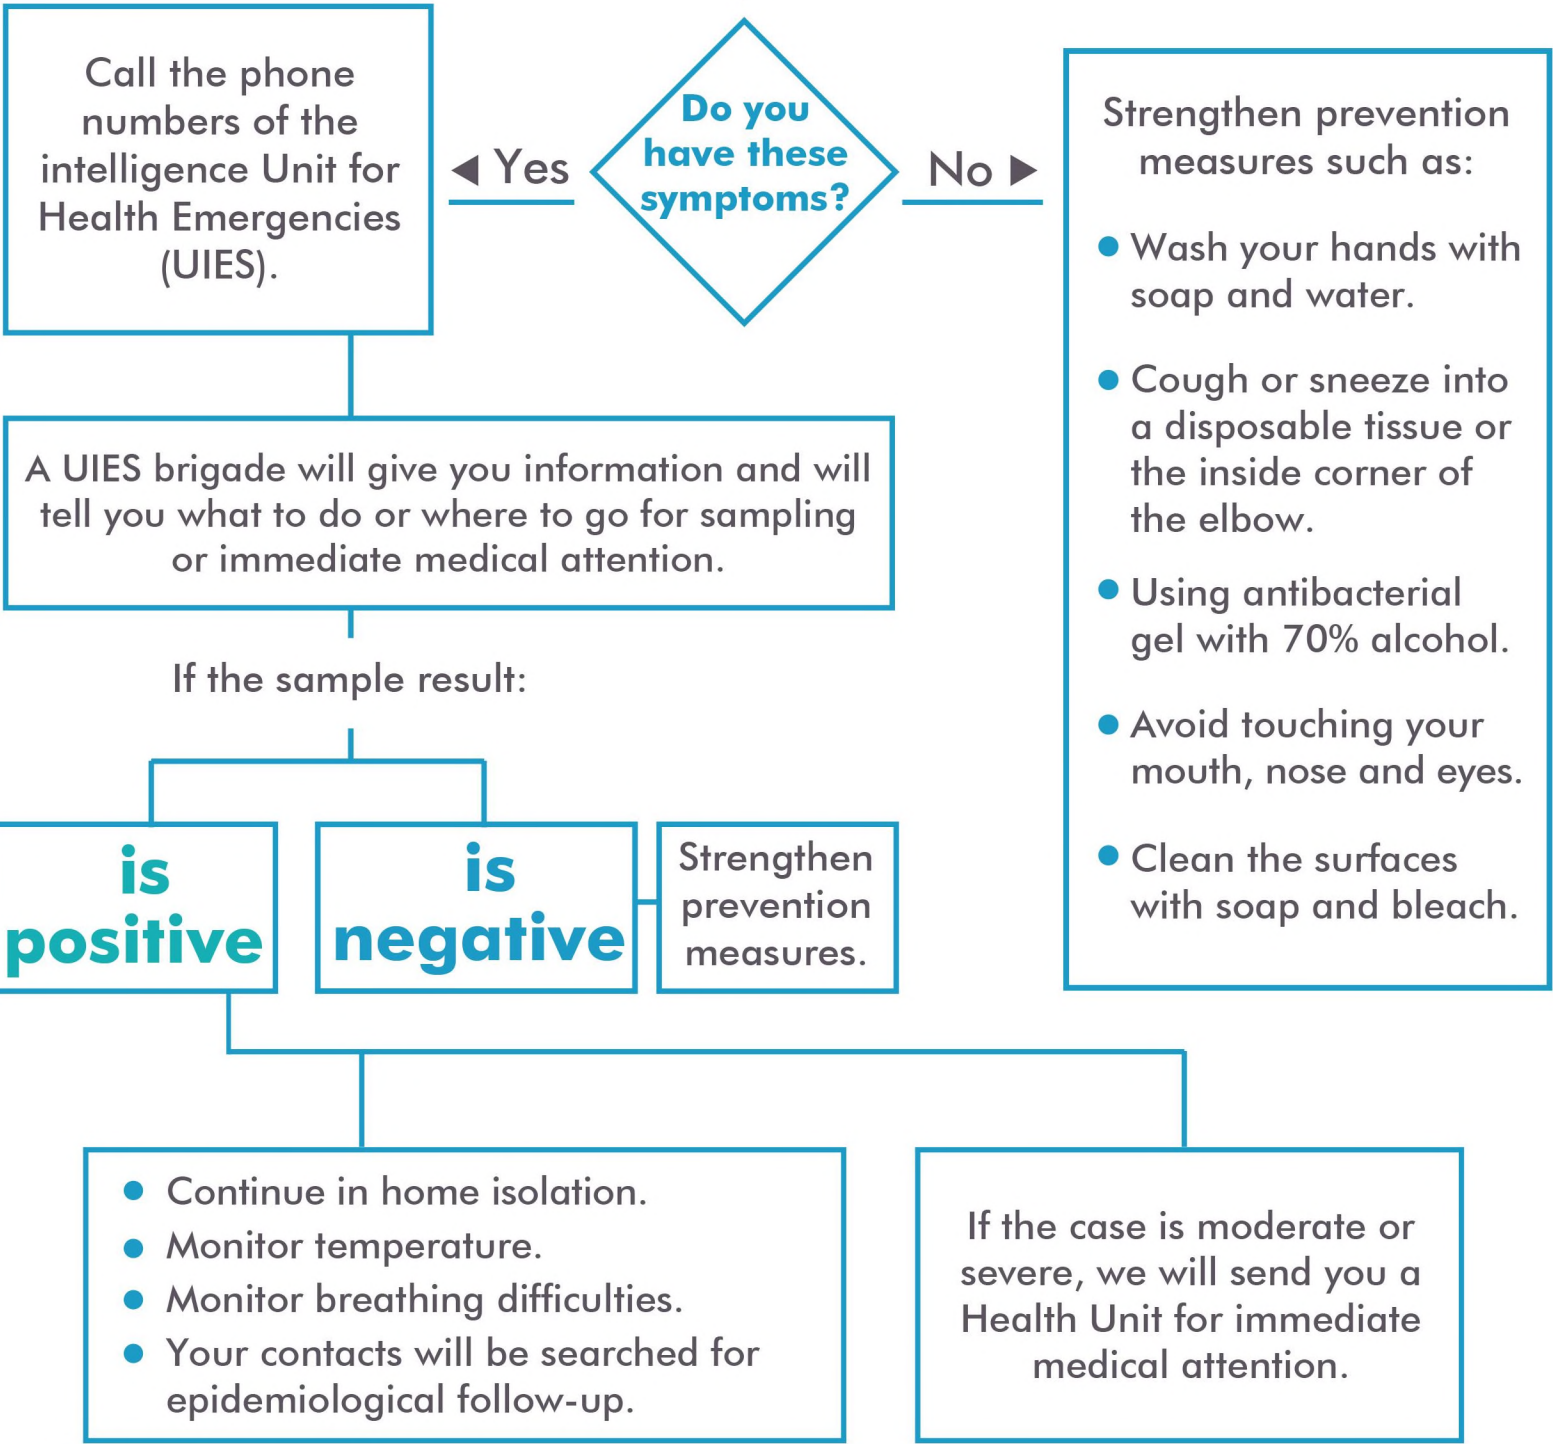 Call the phone
numbers of the
intelligence Unit for
Health Emergencies
(UIES).
Yes
Do you
have these
symptoms?
No
Strengthen prevention
measures such as:
Wash your hands with
soap and water.
Cough or sneeze into
a disposable tissue or
the inside corner of
the elbow.
Using antibacterial
gel with 70% alcohol.
Avoid touching your
mouth, nose and eyes.
Clean the surfaces
with soap and bleach.
A UIES brigade will give you information and will
tell you what to do or where to go for sampling
or immediate medical attention.
If the sample result:
is
positive
is
negative
Strengthen
prevention
measures.
Continue in home isolation.
Monitor temperature.
Monitor breathing difficulties.
Your contacts will be searched for
epidemiological follow-up.
If the case is moderate or
severe, we will send you a
Health Unit for immediate
medical attention.